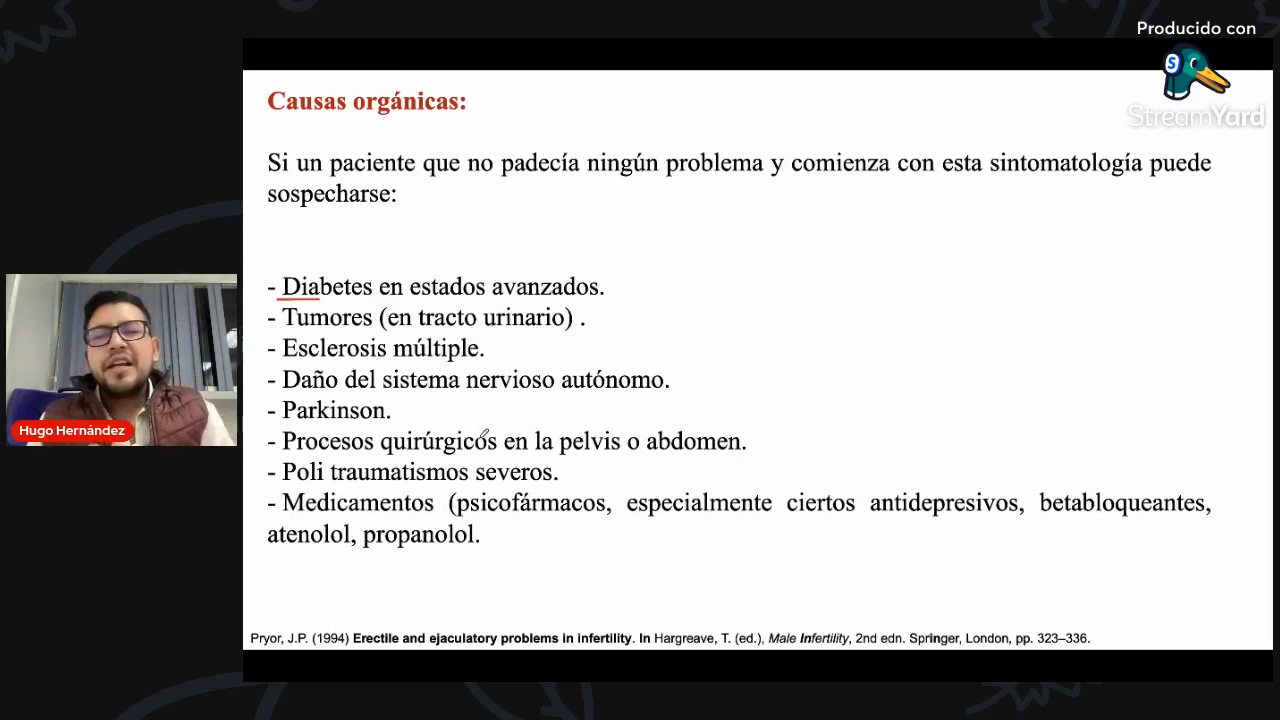 Producido con
StreamYard
Causas orgánicas:
Si un paciente que no padecía ningún problema y comienza con esta sintomatología puede
sospecharse:
- Diabetes en estados avanzados.
- Tumores (en tracto urinario) .
- Esclerosis múltiple.
- Daño del sistema nervioso autónomo.
- Parkinson.
- Procesos quirúrgicos en la pelvis o abdomen.
- Poli traumatismos severos.
- Medicamentos (psicofármacos, especialmente ciertos antidepresivos, betabloqueantes,
atenolol, propanolol.
Hugo Hernández
Pryor, J.P. (1994) Erectile and ejaculatory problems in infertility. In Hargreave, T. (ed.), Male Infertility, 2nd edn. Springer, London, pp. 323–336.